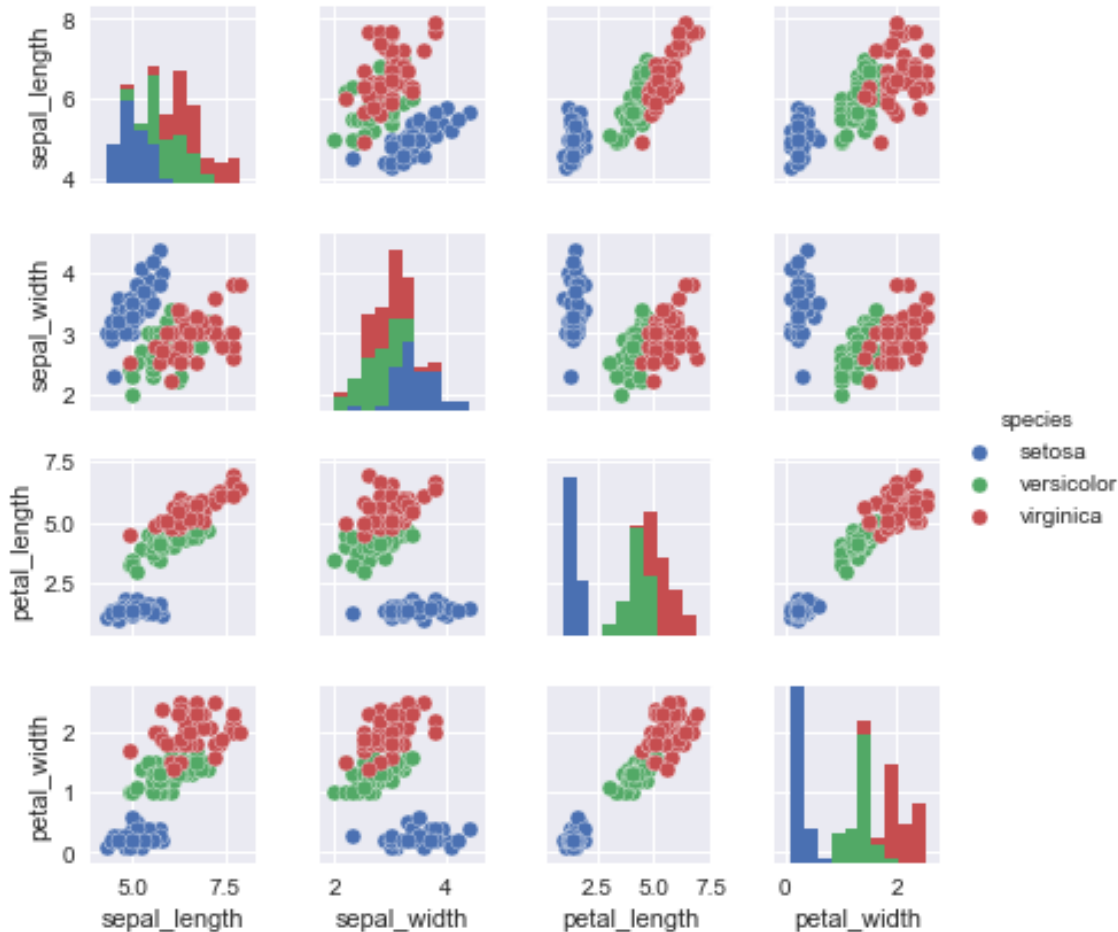 sepal_length
8
6
4
sepal_width
4
3
2
petal_length
7.5
5.0
2.5
petal_width
2
1
0
5.0 7.5 2 4 2.5 5.0 7.5 0 2
sepal_length sepal_width petal_length petal_width
species
setosa
versicolor
virginica